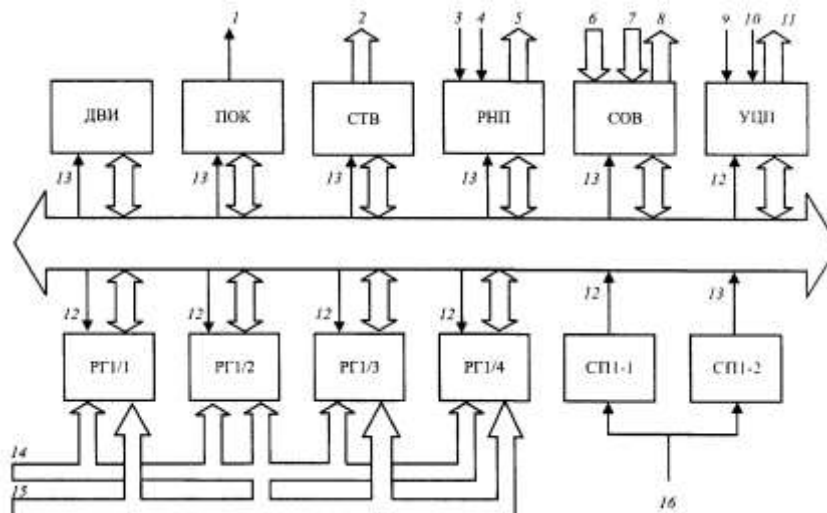 1 2 3 4 5 6 7 8 9 10 11
ДВИ ПОК СТВ РНП СОВ УЦП
13 13 13 13 13 12
12 12 12 12 12 13
РГ1/1 РГ1/2 РГ1/3 РГ1/4 СП1-1 СП1-2
14
15
16